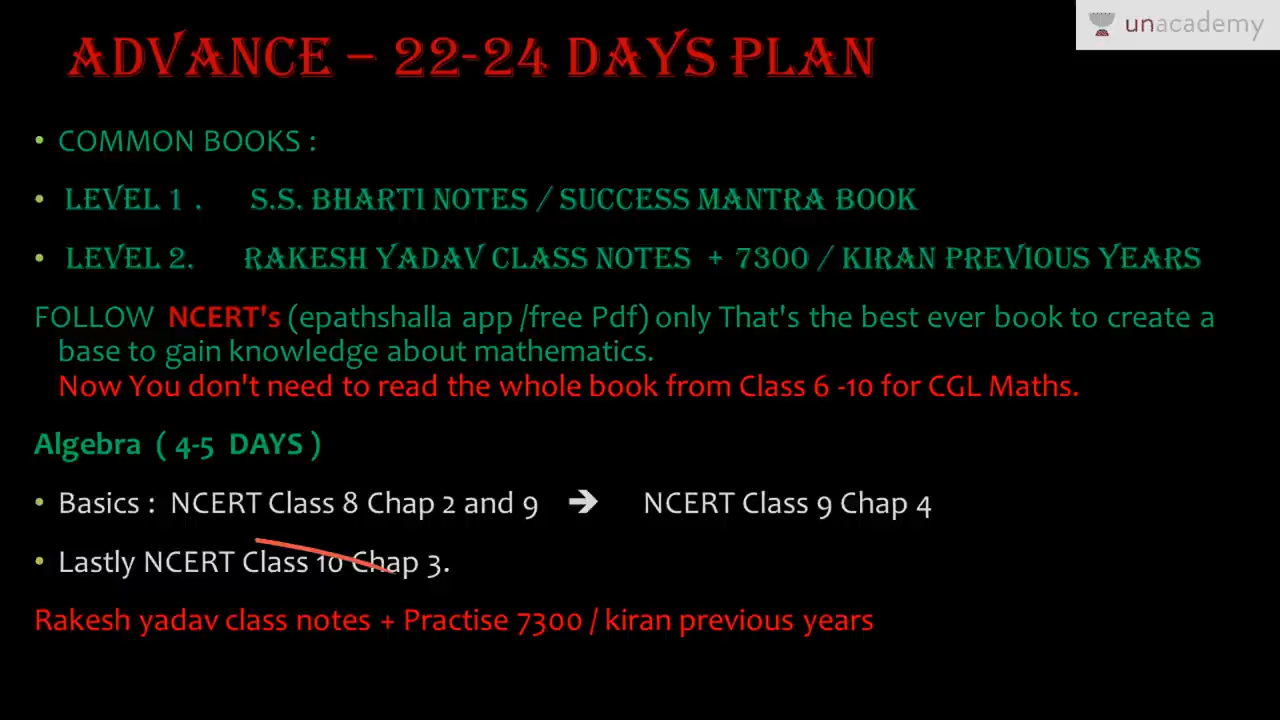 unacademy
ADVANCE – 22-24 DAYS PLAN
• COMMON BOOKS :
• LEVEL 1 . S.S. BHARTI NOTES / SUCCESS MANTRA BOOK
• LEVEL 2. RAKESH YADAV CLASS NOTES + 7300 / KIRAN PREVIOUS YEARS
FOLLOW NCERT's (epathshalla app /free Pdf) only That's the best ever book to create a
base to gain knowledge about mathematics.
Now You don't need to read the whole book from Class 6 -10 for CGL Maths.
Algebra ( 4-5 DAYS )
• Basics : NCERT Class 8 Chap 2 and 9 ➔ NCERT Class 9 Chap 4
• Lastly NCERT Class 10 Chap 3.
Rakesh yadav class notes + Practise 7300 / kiran previous years